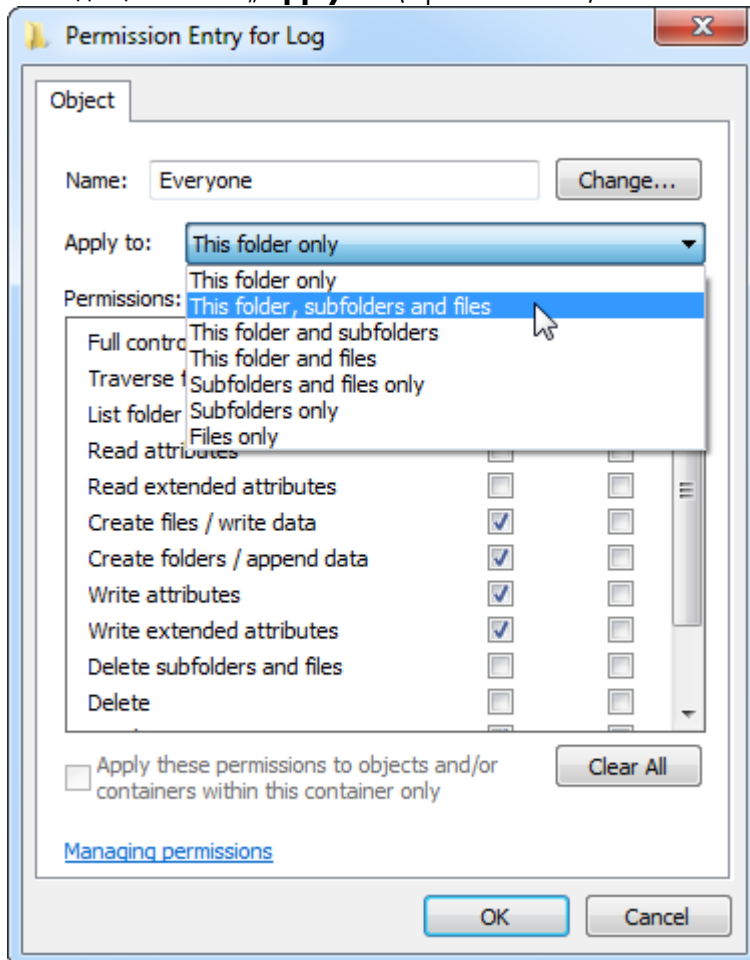 Apply
Permission Entry for Log
Object
Name: Everyone Change...
Apply to: This folder only
This folder only
Permissions: This folder, subfolders and files
This folder and subfolders
Full
This folder and files
Traverse
Subfolders and files only
List folder
Subfolders only
Files only
Read attributes
Read extended attributes
Create files / write data
Create folders / append data
Write attributes
Write extended attributes
Delete subfolders and files
Delete
Apply these permissions to objects and/or
containers within this container only
Clear All
Managing permissions
OK Cancel